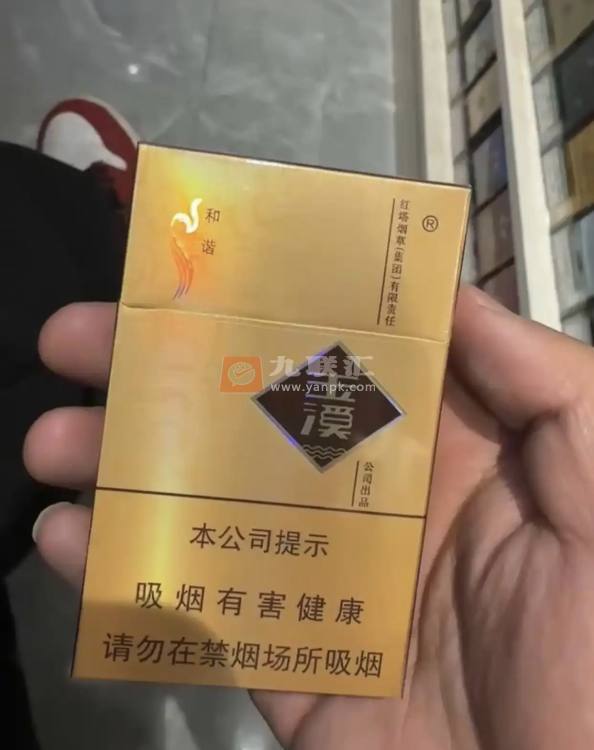 和谐
红塔烟草(集团)有限责任
®
九联汇
www.yanpk.com
金溪
公司出品
本公司提示
吸烟有害健康
请勿在禁烟场所吸烟